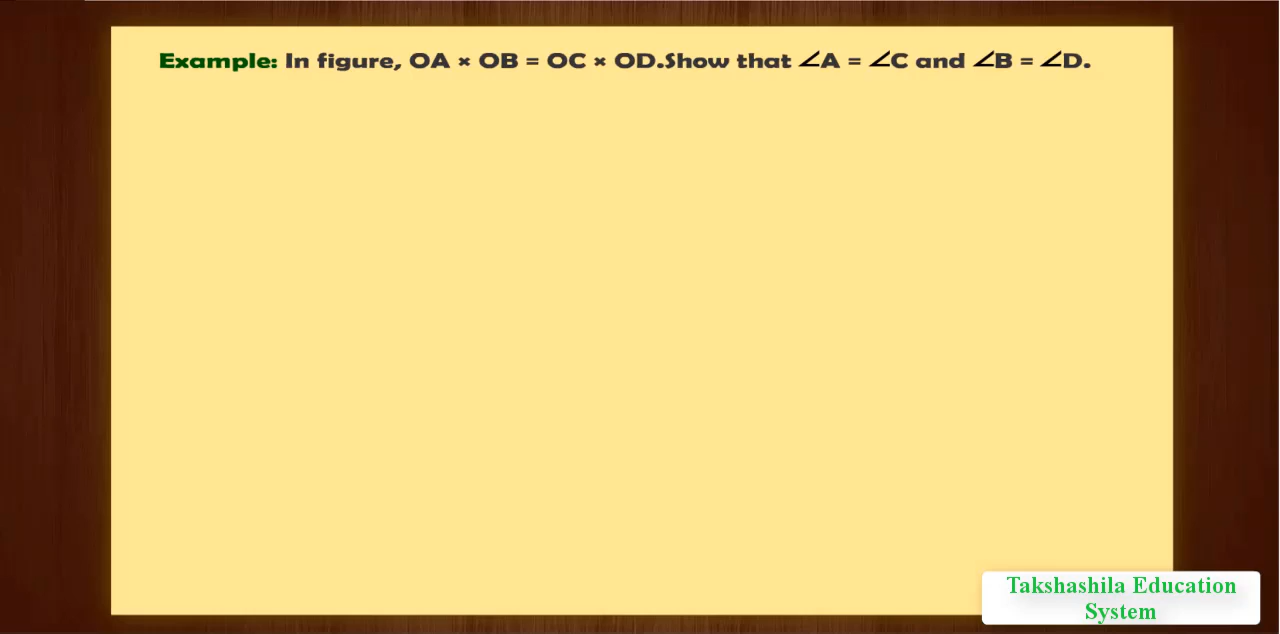 Example: In figure, OA × OB = OC × OD.Show that ∠A = ∠C and ∠B = ∠D.
Takshashila Education
System